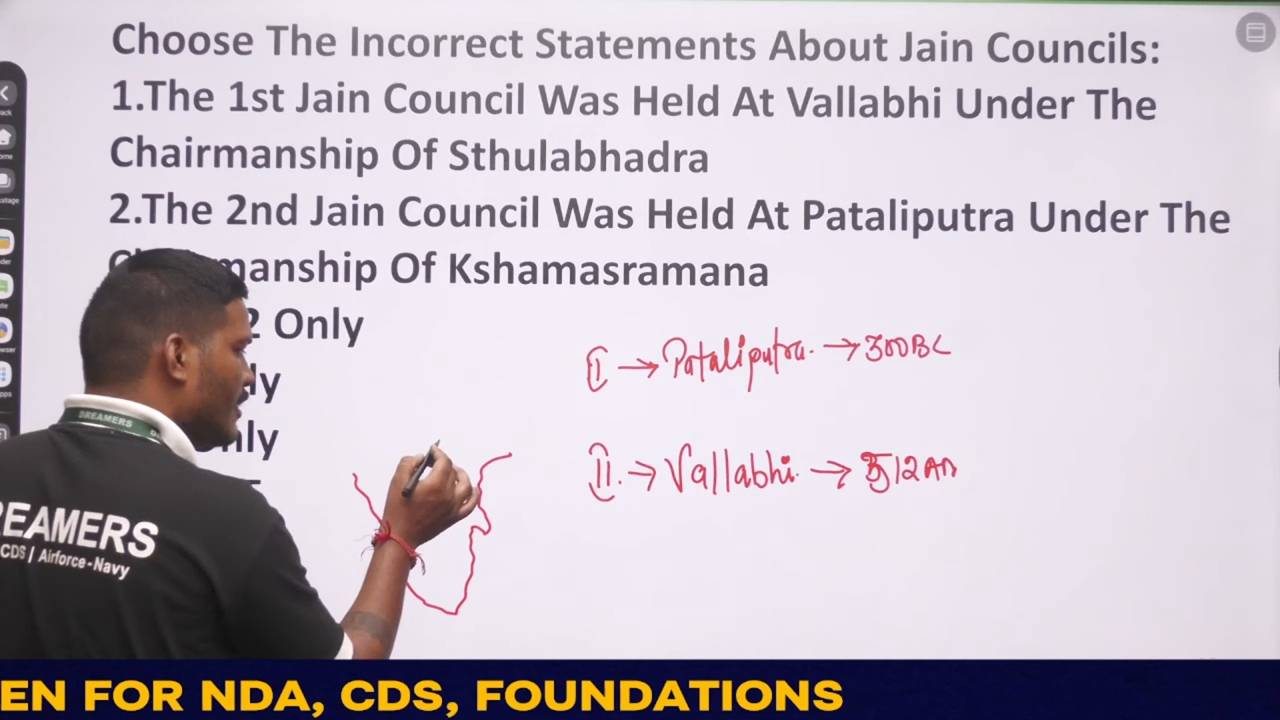 Choose The Incorrect Statements About Jain Councils:
1.The 1st Jain Council Was Held At Vallabhi Under The
Chairmanship Of Sthulabhadra
2.The 2nd Jain Council Was Held At Pataliputra Under The
manship Of Kshamasramana
2 Only
I → Pataliputra. → 300BC
II. → Vallabhi. → 512AD
DREAMERS
REAMERS
CDS / Airforce-Navy
EN FOR NDA, CDS, FOUNDATIONS